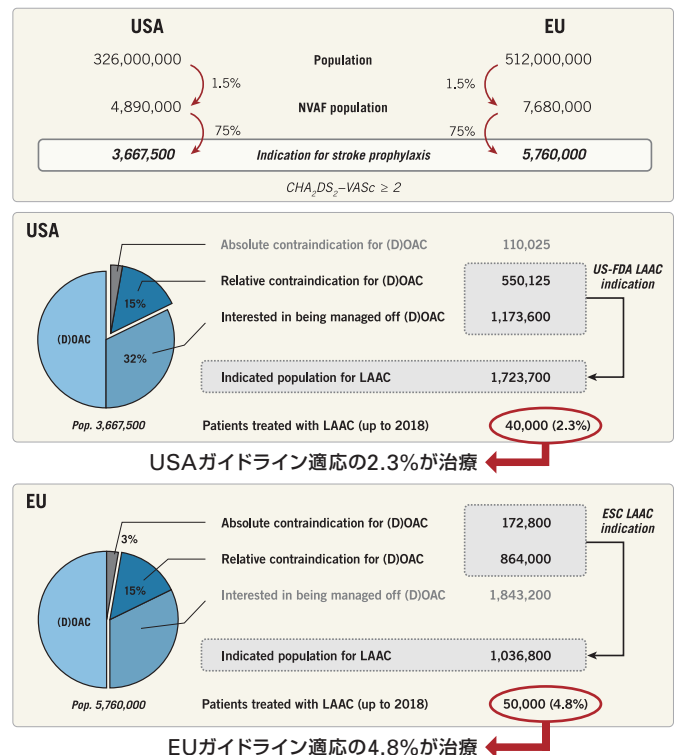 USA EU
326,000,000 Population 512,000,000
1.5% 1.5%
4,890,000 NVAF population 7,680,000
75% 75%
3,667,500 Indication for stroke prophylaxis 5,760,000
CHA2DS2–VASc ≥ 2
USA
Absolute contraindication for (D)OAC 110,025
Relative contraindication for (D)OAC 550,125
US-FDA LAAC
indication
15%
Interested in being managed off (D)OAC 1,173,600
(D)OAC
32%
Indicated population for LAAC 1,723,700
Pop. 3,667,500 Patients treated with LAAC (up to 2018) 40,000 (2.3%)
USAガイドライン適応の2.3%が治療
EU
Absolute contraindication for (D)OAC 172,800
ESC LAAC
indication
3%
Relative contraindication for (D)OAC 864,000
15%
Interested in being managed off (D)OAC 1,843,200
(D)OAC
Indicated population for LAAC 1,036,800
Pop. 5,760,000 Patients treated with LAAC (up to 2018) 50,000 (4.8%)
EUガイドライン適応の4.8%が治療